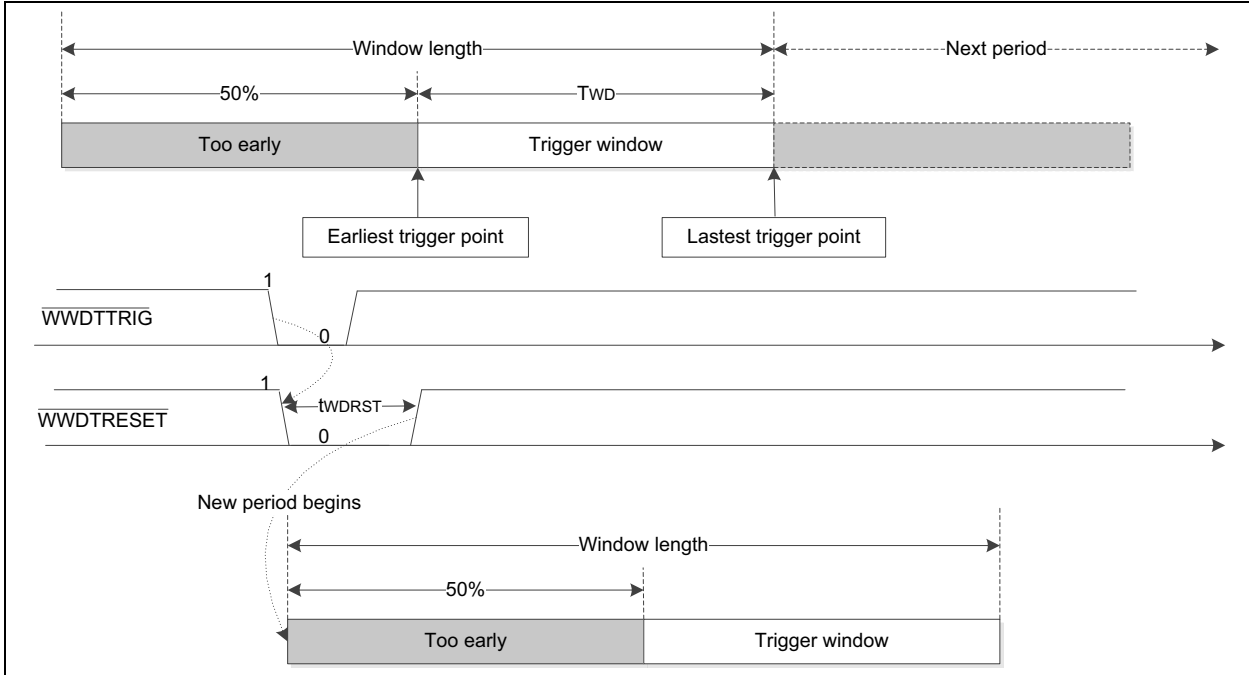 Window length
Next period
50%
TWD
Too early
Trigger window
Earliest trigger point
Lastest trigger point
1
WWDTTRIG
0
1
tWDRST
WWDTRESET
0
New period begins
Window length
50%
Too early
Trigger window